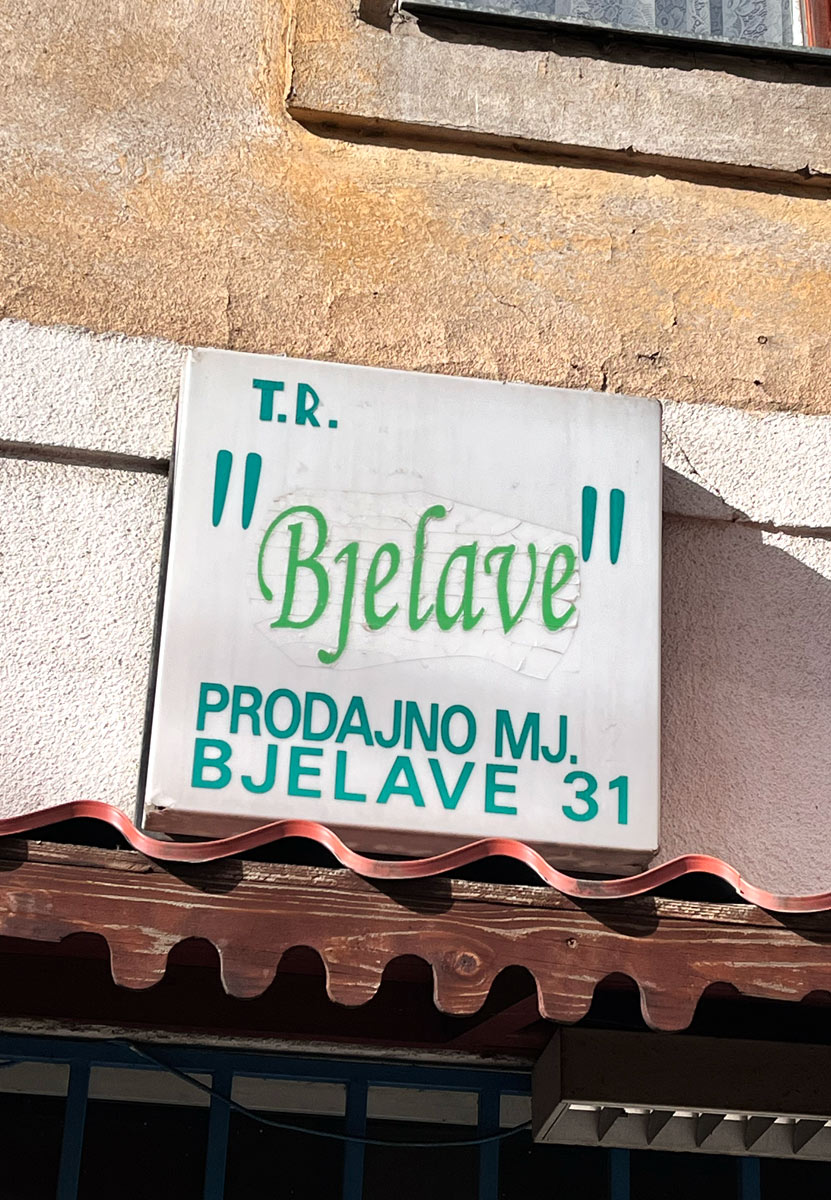 T.R.
"Bjelave"
PRODAJNO MJ.
BJELAVE 31